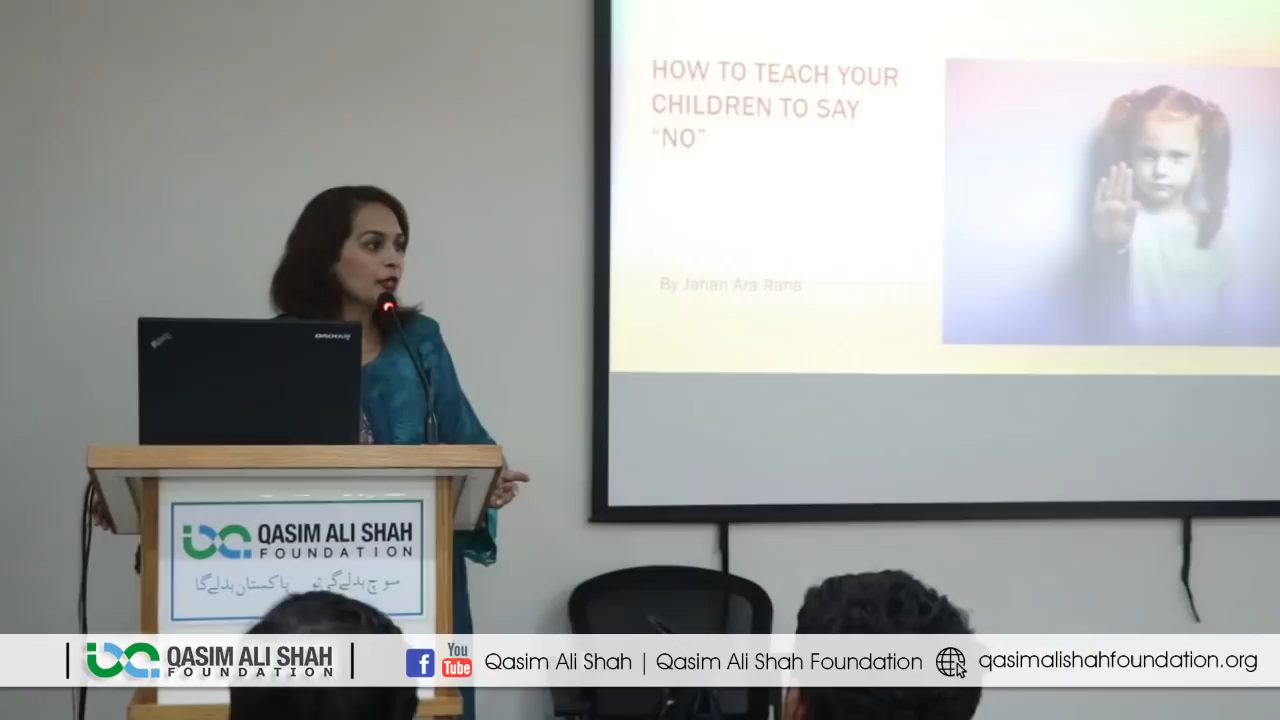 HOW TO TEACH YOUR
CHILDREN TO SAY
“NO”
By Jahan Ara Rana
lenovo
QASIM ALI SHAH
FOUNDATION
سوچ بدلے گی تو پاکستان بدلے گا
QASIM ALI SHAH
FOUNDATION
You
Tube
Qasim Ali Shah | Qasim Ali Shah Foundation
qasimalishahfoundation.org